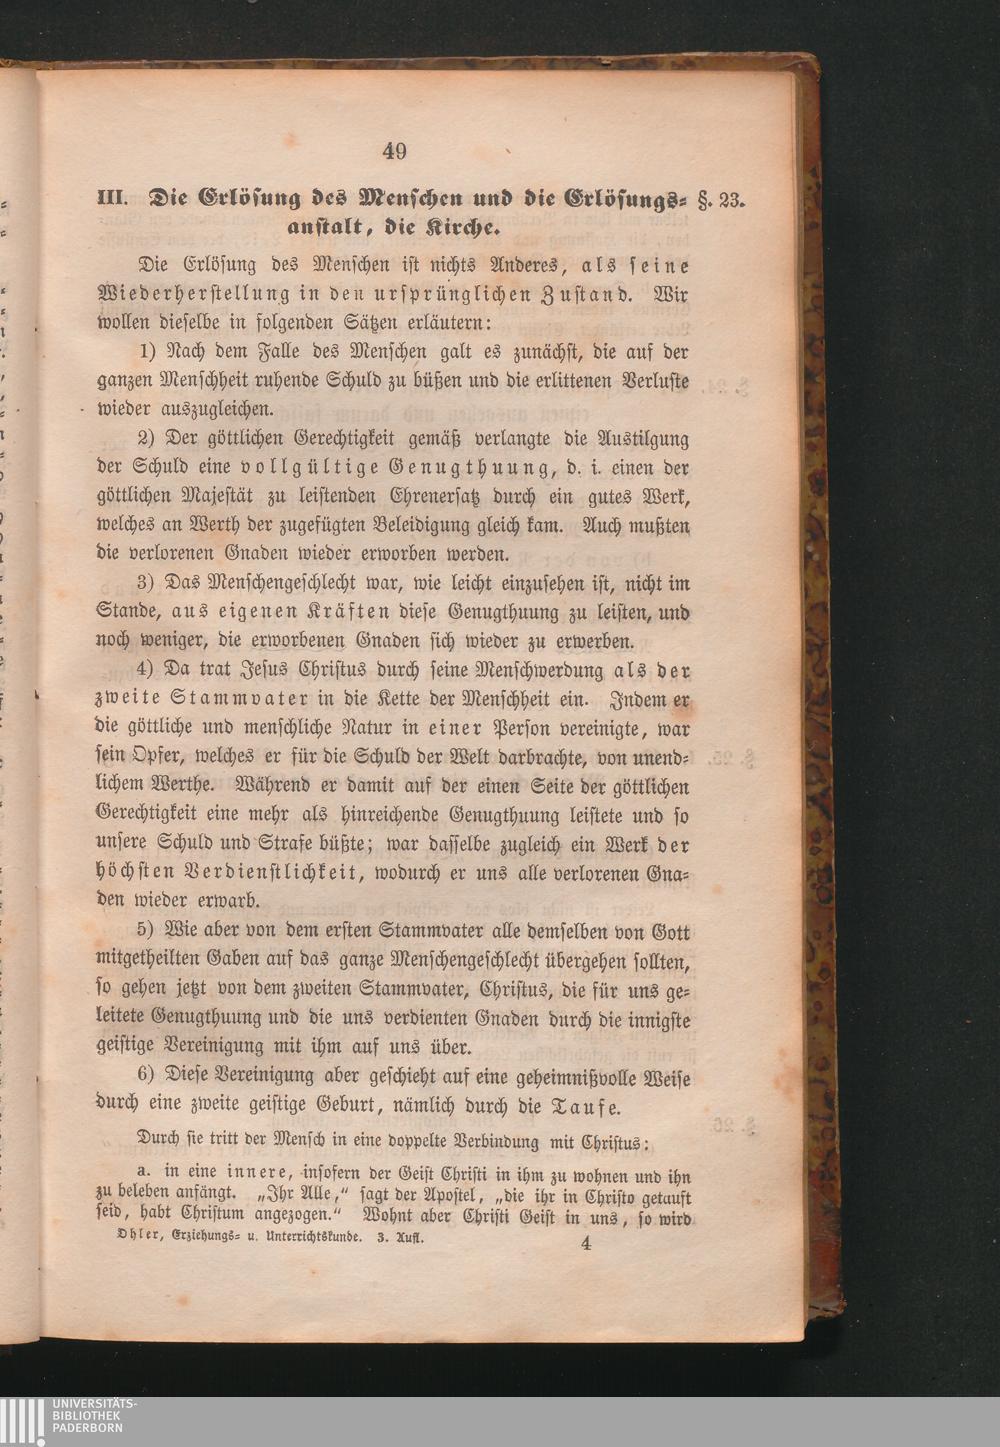 49
III. Die Erlösung des Menschen und die Erlösungs= §. 23.
anstalt, die Kirche.
Die Erlösung des Menschen ist nichts Anderes, als seine
Wiederherstellung in den ursprünglichen Zustand. Wir
wollen dieselbe in folgenden Sätzen erläutern:
1) Nach dem Falle des Menschen galt es zunächst, die auf der
ganzen Menschheit ruhende Schuld zu büßen und die erlittenen Verluste
wieder auszugleichen.
2) Der göttlichen Gerechtigkeit gemäß verlangte die Austilgung
der Schuld eine vollgültige Genugthuung, d. i. einen der
göttlichen Majestät zu leistenden Ehrenersatz durch ein gutes Werk,
welches an Werth der zugefügten Beleidigung gleich kam. Auch mußten
die verlorenen Gnaden wieder erworben werden.
3) Das Menschengeschlecht war, wie leicht einzusehen ist, nicht im
Stande, aus eigenen Kräften diese Genugthuung zu leisten, und
noch weniger, die erworbenen Gnaden sich wieder zu erwerben.
4) Da trat Jesus Christus durch seine Menschwerdung als der
zweite Stammvater in die Kette der Menschheit ein. Indem er
die göttliche und menschliche Natur in einer Person vereinigte, war
sein Opfer, welches er für die Schuld der Welt darbrachte, von unend=
lichem Werthe. Während er damit auf der einen Seite der göttlichen
Gerechtigkeit eine mehr als hinreichende Genugthuung leistete und so
unsere Schuld und Strafe büßte; war dasselbe zugleich ein Werk der
höchsten Verdienstlichkeit, wodurch er uns alle verlorenen Gna=
den wieder erwarb.
5) Wie aber von dem ersten Stammvater alle demselben von Gott
mitgetheilten Gaben auf das ganze Menschengeschlecht übergehen sollten,
so gehen jetzt von dem zweiten Stammvater, Christus, die für uns ge=
leitete Genugthuung und die uns verdienten Gnaden durch die innigste
geistige Vereinigung mit ihm auf uns über.
6) Diese Vereinigung aber geschieht auf eine geheimnißvolle Weise
durch eine zweite geistige Geburt, nämlich durch die Taufe.
Durch sie tritt der Mensch in eine doppelte Verbindung mit Christus:
a. in eine innere, insofern der Geist Christi in ihm zu wohnen und ihn
zu beleben anfängt. „Ihr Alle,“ sagt der Apostel, „die ihr in Christo getauft
seid, habt Christum angezogen.“ Wohnt aber Christi Geist in uns, so wird
Ohler, Erziehungs= u. Unterrichtskunde. 3. Aufl.
4
UNIVERSITÄTS-
BIBLIOTHEK
PADERBORN